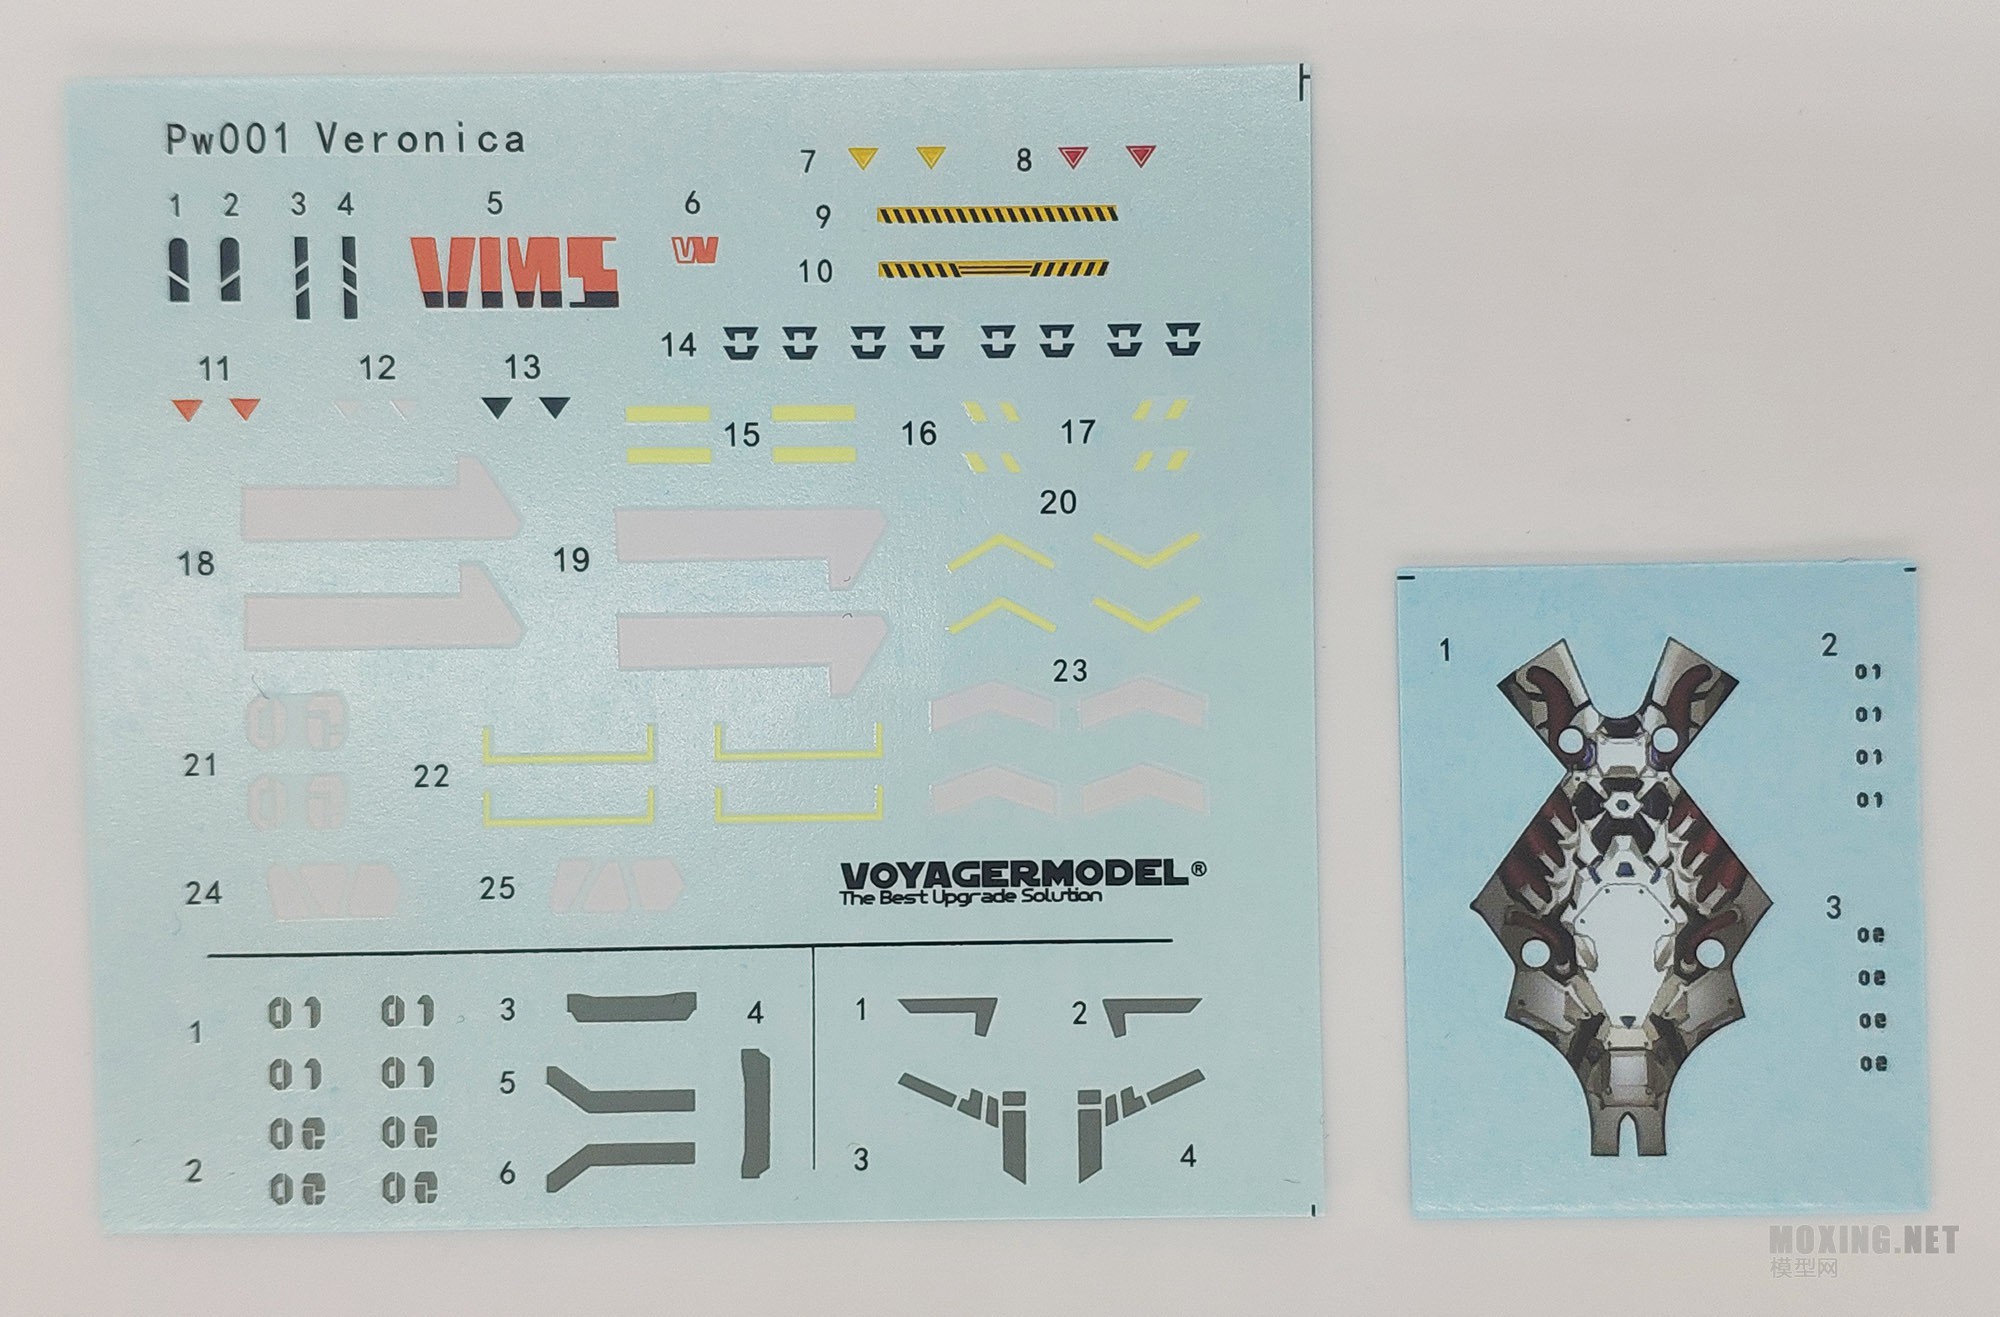 Pw001 Veronica
7 8
1 2 3 4 5 6
9
VMS
W
10
14
11 12 13
15 16 17
20
18 19
23
21 22
24 25
VOYAGERMODEL®
The Best Upgrade Solution
01 01 3 4 1 2
1
01 01 5
02 02 6 3 4
2
02 02
1 2
01
01
01
01
3
02
02
02
02
MOXING.NET
模型网